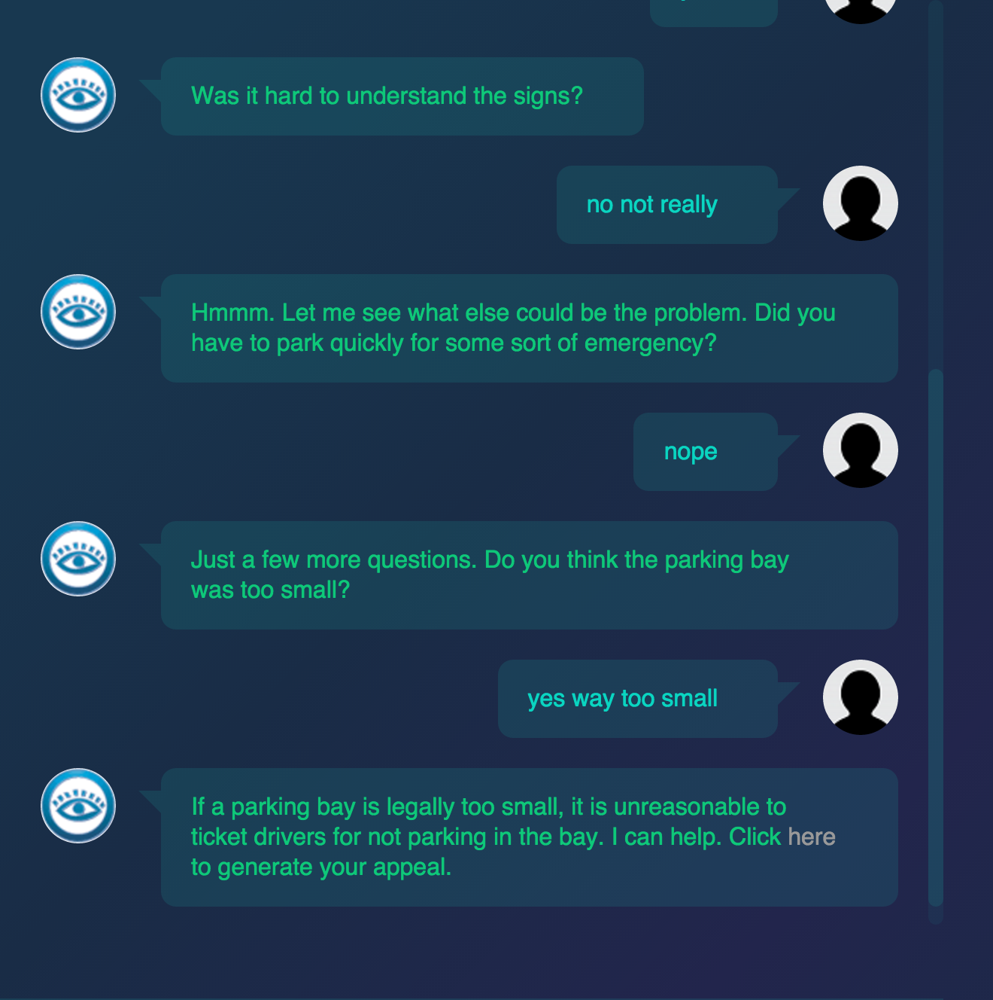 Was it hard to understand the signs?
no not really
Hmmm. Let me see what else could be the problem. Did you
have to park quickly for some sort of emergency?
nope
Just a few more questions. Do you think the parking bay
was too small?
yes way too small
If a parking bay is legally too small, it is unreasonable to
ticket drivers for not parking in the bay. I can help. Click here
to generate your appeal.